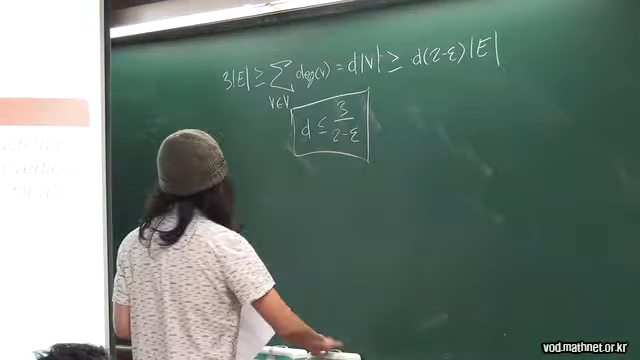 3|E| ≥ ∑ deg(v) = d|V| ≥ d(2-ε)|E|
v∈V
d ≤ 3/2-ε
vod.mathnet.or.kr